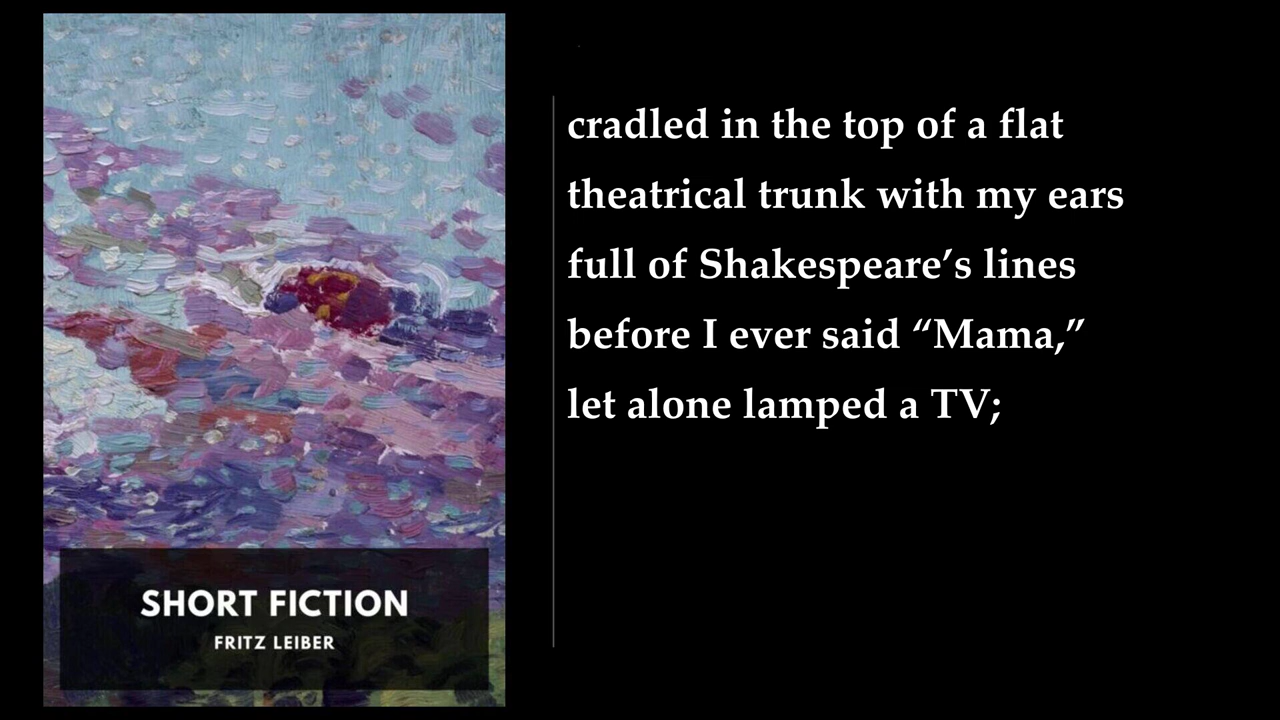 cradled in the top of a flat
theatrical trunk with my ears
full of Shakespeare’s lines
before I ever said “Mama,”
let alone lamped a TV;
SHORT FICTION
FRITZ LEIBER